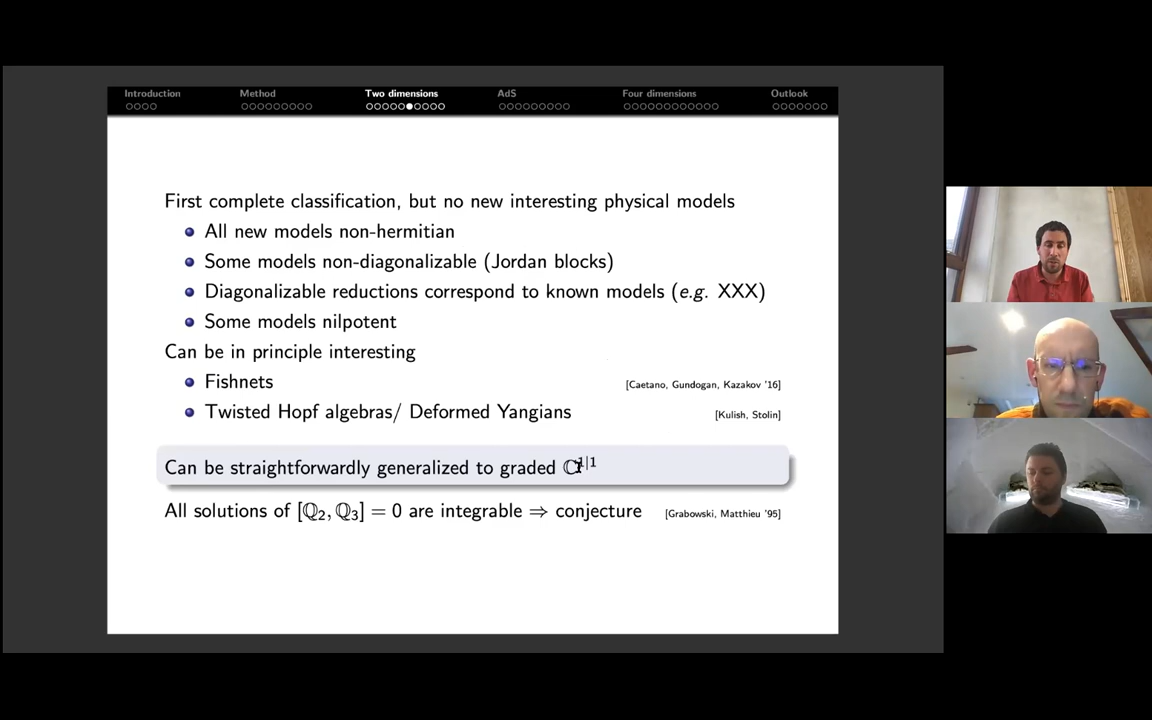 Introduction Method Two dimensions AdS Four dimensions Outlook
First complete classification, but no new interesting physical models
All new models non-hermitian
Some models non-diagonalizable (Jordan blocks)
Diagonalizable reductions correspond to known models (e.g. XXX)
Some models nilpotent
Can be in principle interesting
Fishnets [Caetano, Gundogan, Kazakov '16]
Twisted Hopf algebras/ Deformed Yangians [Kulish, Stolin]
Can be straightforwardly generalized to graded ℂ¹|¹
All solutions of [ℚ₂, ℚ₃] = 0 are integrable ⇒ conjecture [Grabowski, Matthieu '95]